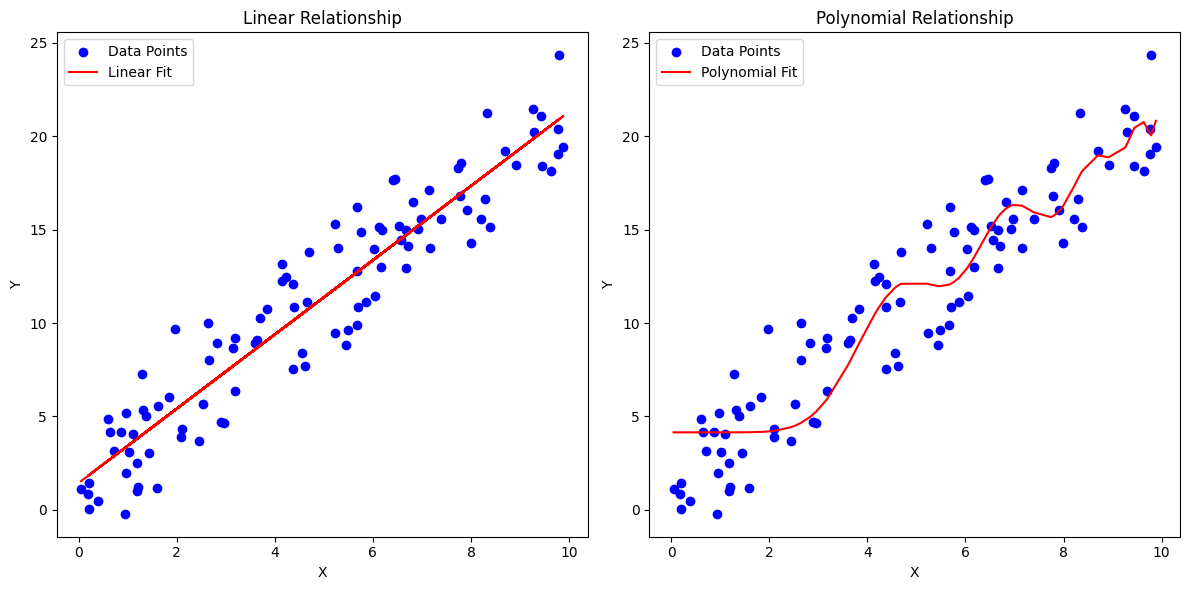 Linear Relationship
Data Points
Linear Fit
25
20
15
10
5
0
Y
0 2 4 6 8 10
X
Polynomial Relationship
Data Points
Polynomial Fit
25
20
15
10
5
0
Y
0 2 4 6 8 10
X